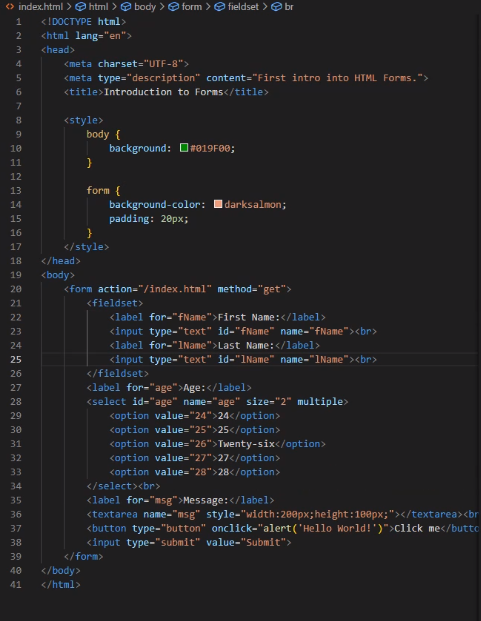 index.html > html > body > form > fieldset > br
1 <!DOCTYPE html>
2 <html lang="en">
3 <head>
4 <meta charset="UTF-8">
5 <meta type="description" content="First intro into HTML Forms.">
6 <title>Introduction to Forms</title>
7
8 <style>
9 body {
10 background: #019F00;
11 }
12
13 form {
14 background-color: darksalmon;
15 padding: 20px;
16 }
17 </style>
18 </head>
19 <body>
20 <form action="/index.html" method="get">
21 <fieldset>
22 <label for="fName">First Name:</label>
23 <input type="text" id="fName" name="fName"><br>
24 <label for="lName">Last Name:</label>
25 <input type="text" id="lName" name="lName"><br>
26 </fieldset>
27 <label for="age">Age:</label>
28 <select id="age" name="age" size="2" multiple>
29 <option value="24">24</option>
30 <option value="25">25</option>
31 <option value="26">Twenty-six</option>
32 <option value="27">27</option>
33 <option value="28">28</option>
34 </select><br>
35 <label for="msg">Message:</label>
36 <textarea name="msg" style="width:200px;height:100px;"></textarea><br
37 <button type="button" onclick="alert('Hello World!')">Click me</butto
38 <input type="submit" value="Submit">
39 </form>
40 </body>
41 </html>